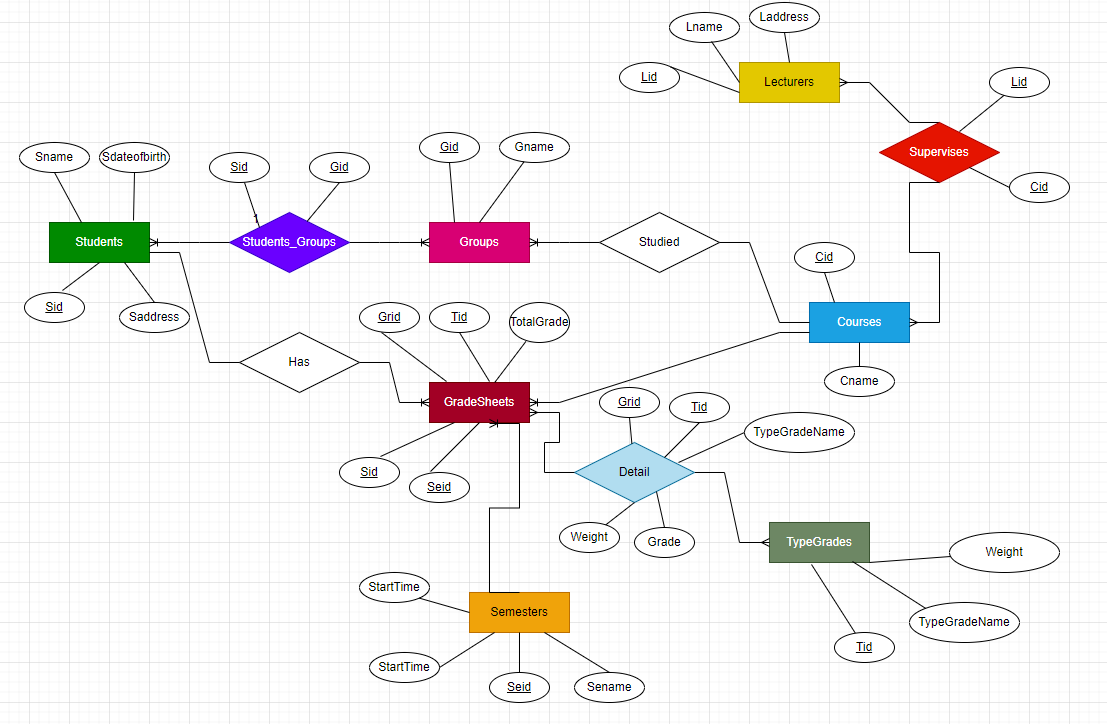 Laddress
Lname
Lid
Lecturers
Lid
Supervises
Cid
Sname
Sdateofbirth
Sid
Gid
Gid
Gname
Students
Students_Groups
Groups
Studied
Cid
Sid
Saddress
Grid
Tid
TotalGrade
Courses
Has
Cname
GradeSheets
Grid
Tid
TypeGradeName
Sid
Seid
Detail
Weight
Grade
TypeGrades
Weight
StartTime
Semesters
TypeGradeName
Tid
StartTime
Seid
Sename